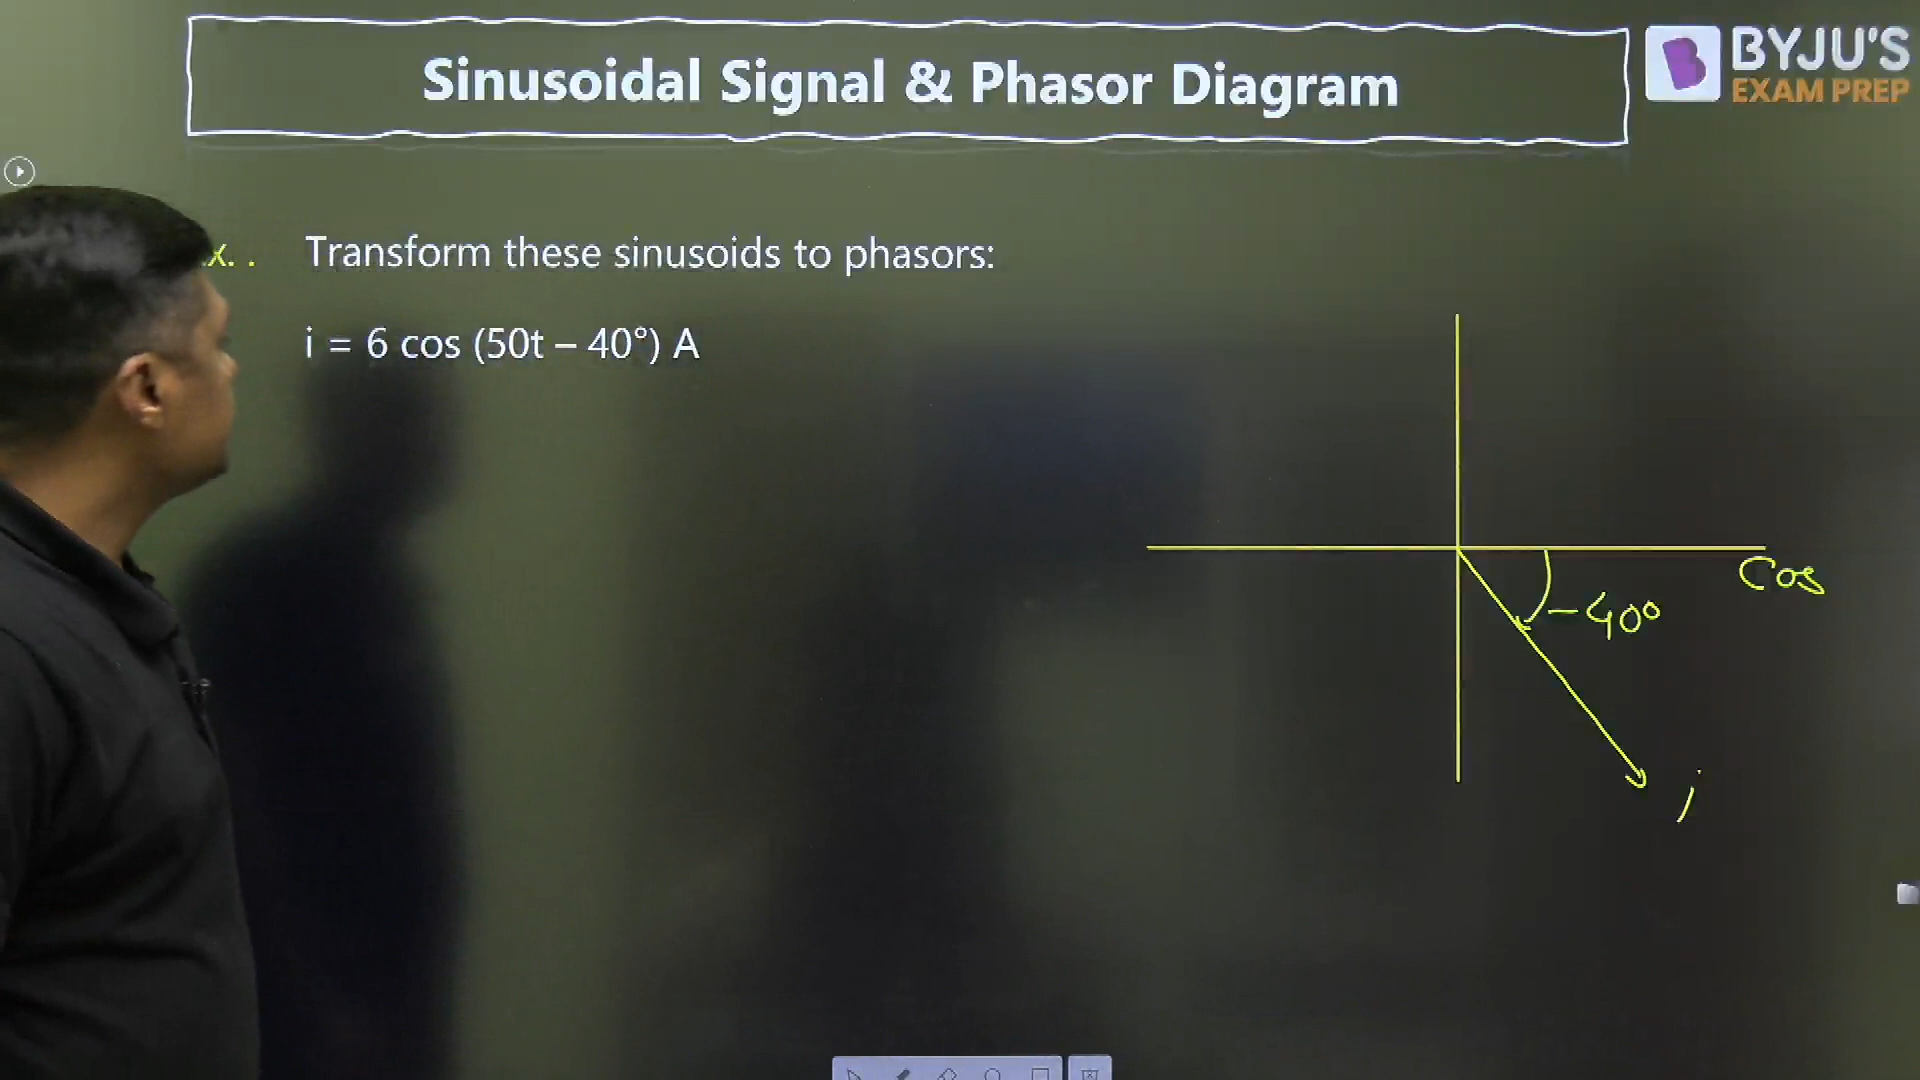 Sinusoidal Signal & Phasor Diagram
BYJU'S
EXAM PREP
x. . Transform these sinusoids to phasors:
i = 6 cos (50t – 40°) A
Cos
-40°
i